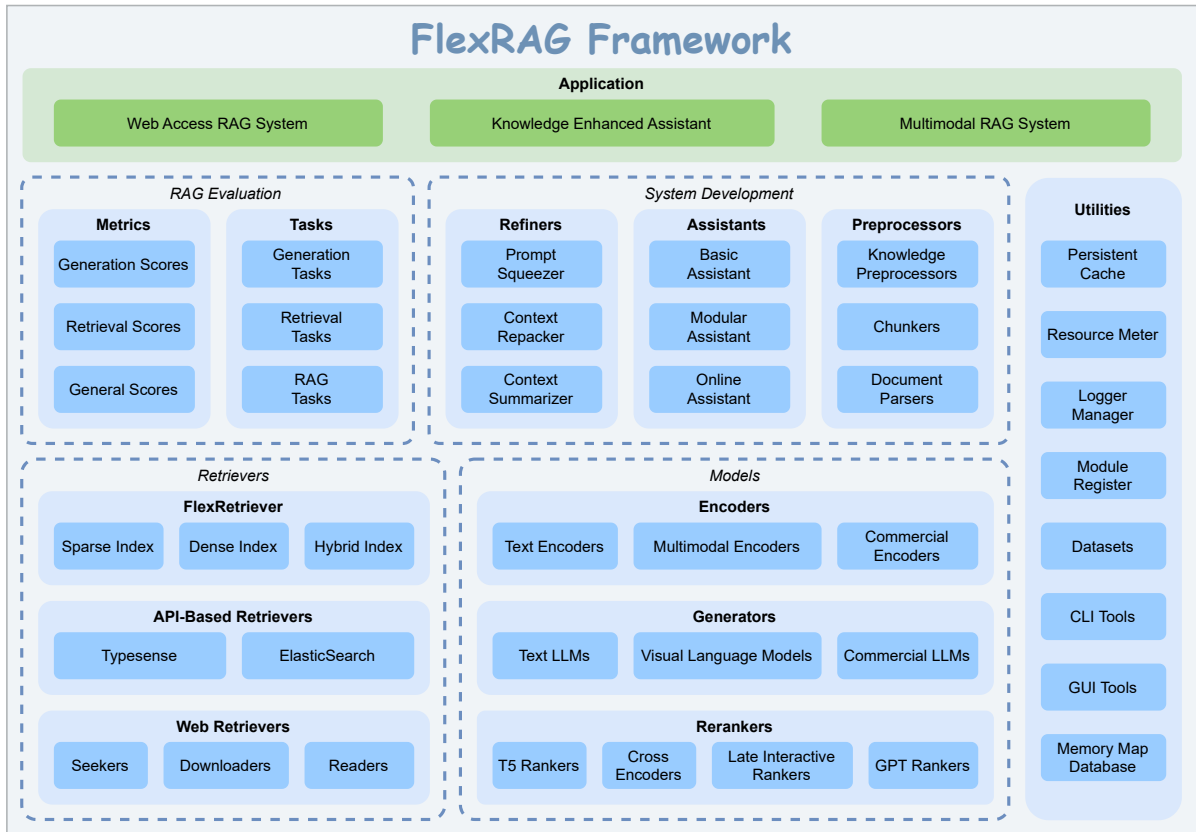 FlexRAG Framework
Application
Web Access RAG System
Knowledge Enhanced Assistant
Multimodal RAG System
RAG Evaluation
Metrics
Generation Scores
Retrieval Scores
General Scores
Tasks
Generation
Tasks
Retrieval
Tasks
RAG
Tasks
System Development
Refiners
Prompt
Squeezer
Context
Repacker
Context
Summarizer
Assistants
Basic
Assistant
Modular
Assistant
Online
Assistant
Preprocessors
Knowledge
Preprocessors
Chunkers
Document
Parsers
Utilities
Persistent
Cache
Resource Meter
Logger
Manager
Module
Register
Datasets
CLI Tools
GUI Tools
Memory Map
Database
Retrievers
FlexRetriever
Sparse Index
Dense Index
Hybrid Index
API-Based Retrievers
Typesense
ElasticSearch
Web Retrievers
Seekers
Downloaders
Readers
Models
Encoders
Text Encoders
Multimodal Encoders
Commercial
Encoders
Generators
Text LLMs
Visual Language Models
Commercial LLMs
Rerankers
T5 Rankers
Cross
Encoders
Late Interactive
Rankers
GPT Rankers